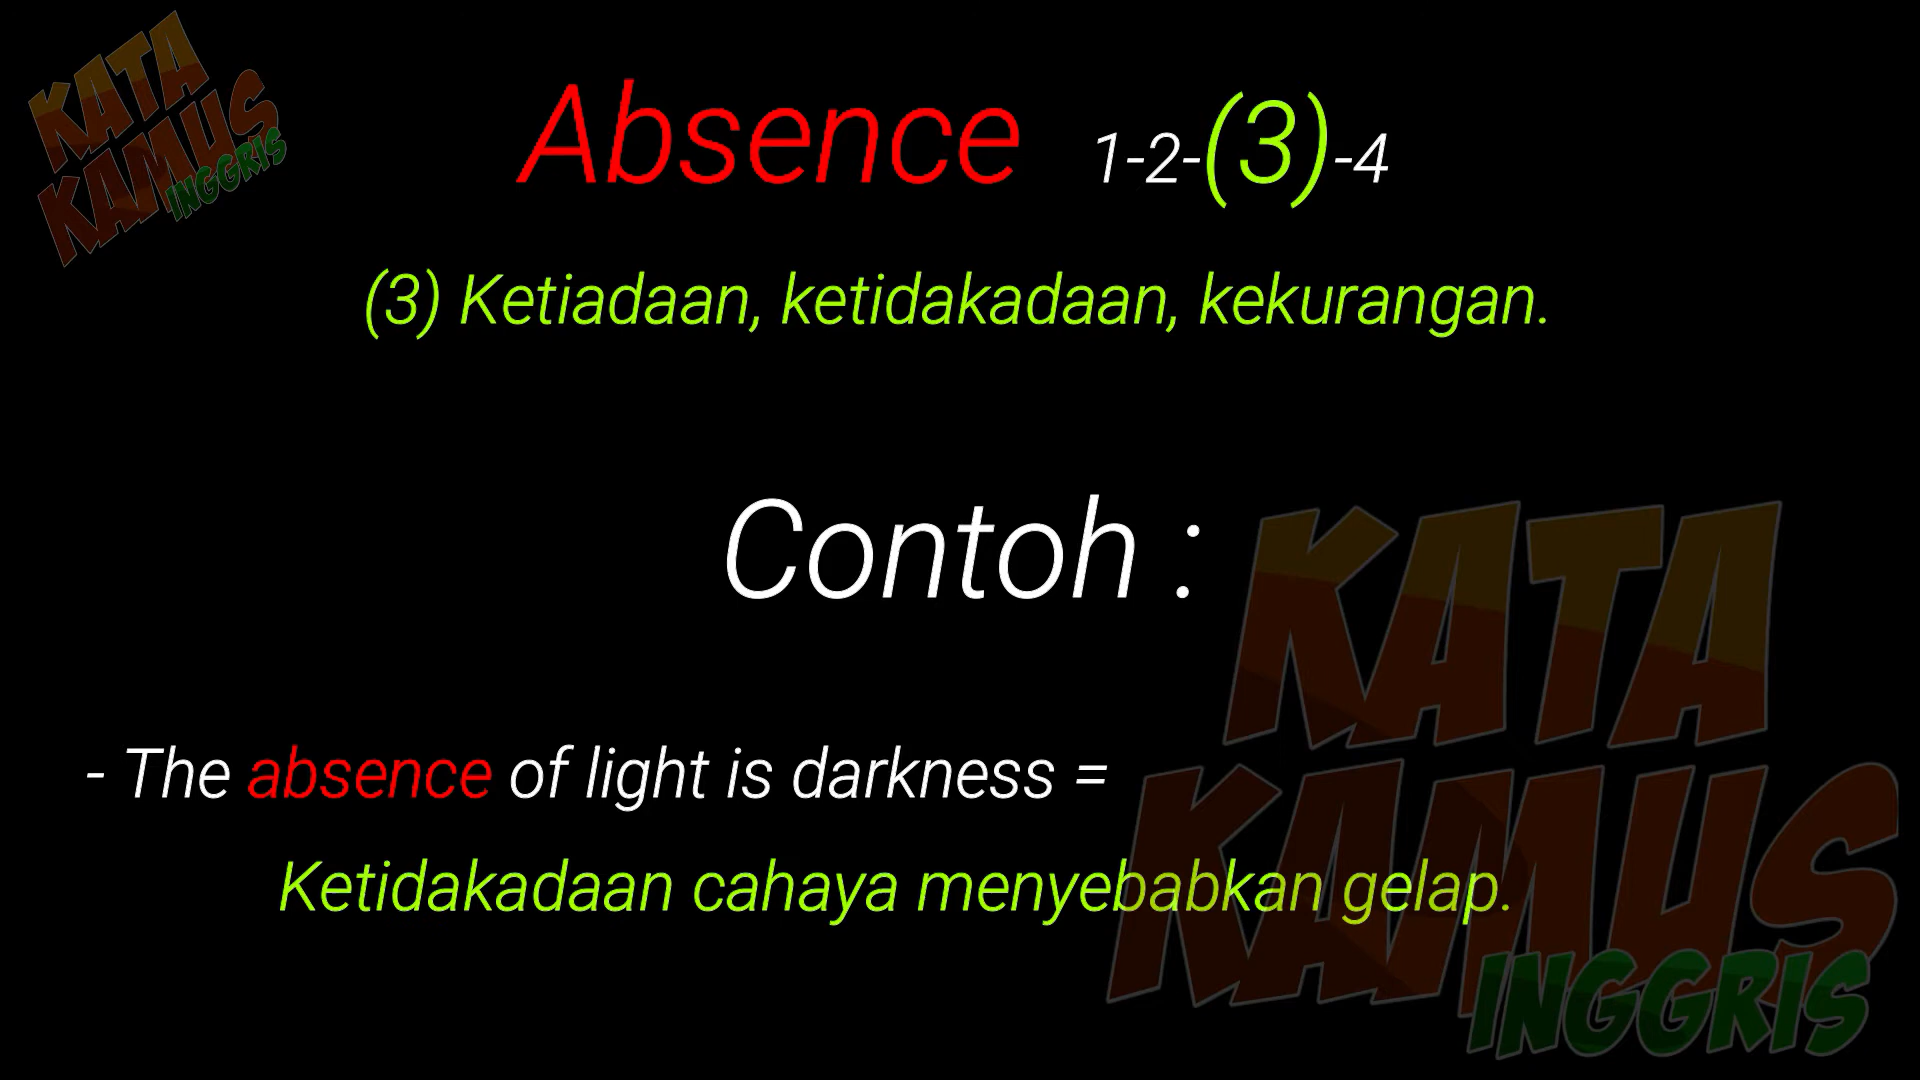 KATA
KAMUS
INGGRIS
Absence 1-2-(3)-4
(3) Ketiadaan, ketidakadaan, kekurangan.
Contoh :
- The absence of light is darkness =
Ketidakadaan cahaya menyebabkan gelap.
KATA
KAMUS
INGGRIS